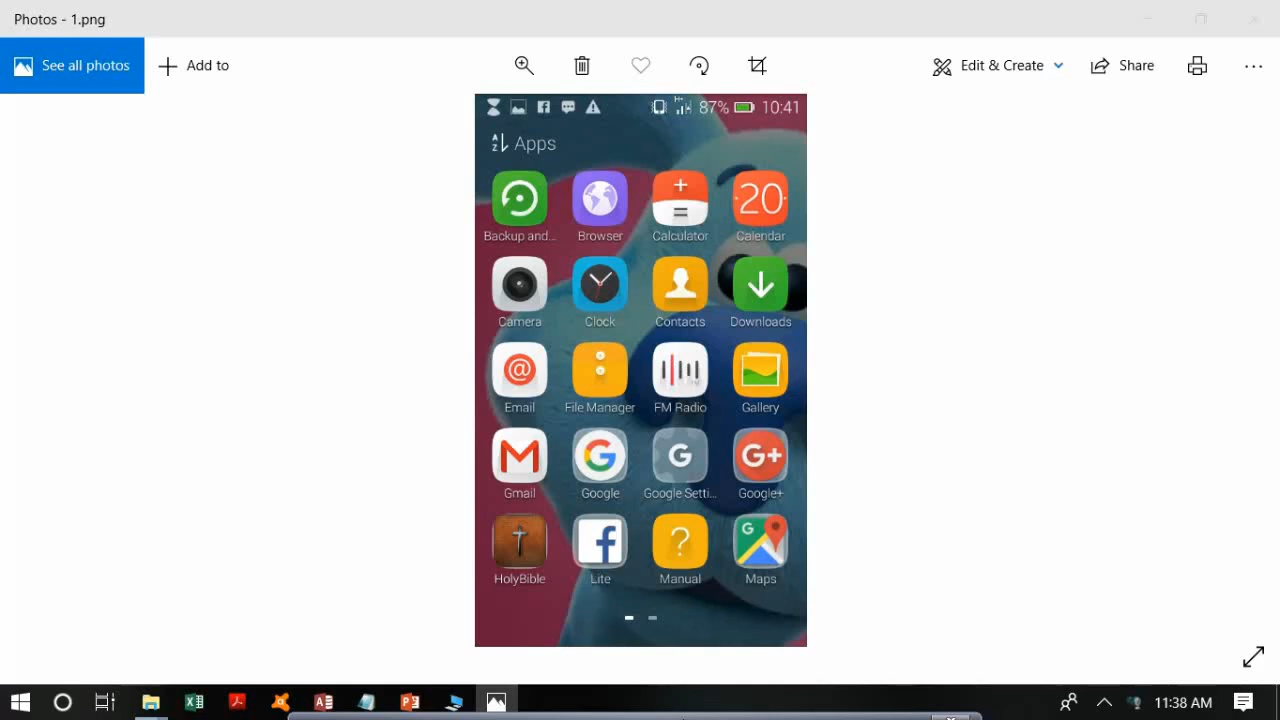 Photos - 1.png
See all photos
Add to
Edit & Create
Share
87% 10:41
Apps
Backup and... Browser Calculator Calendar
Camera Clock Contacts Downloads
Email File Manager FM Radio Gallery
Gmail Google Google Setti... Google+
HolyBible Lite Manual Maps
11:38 AM